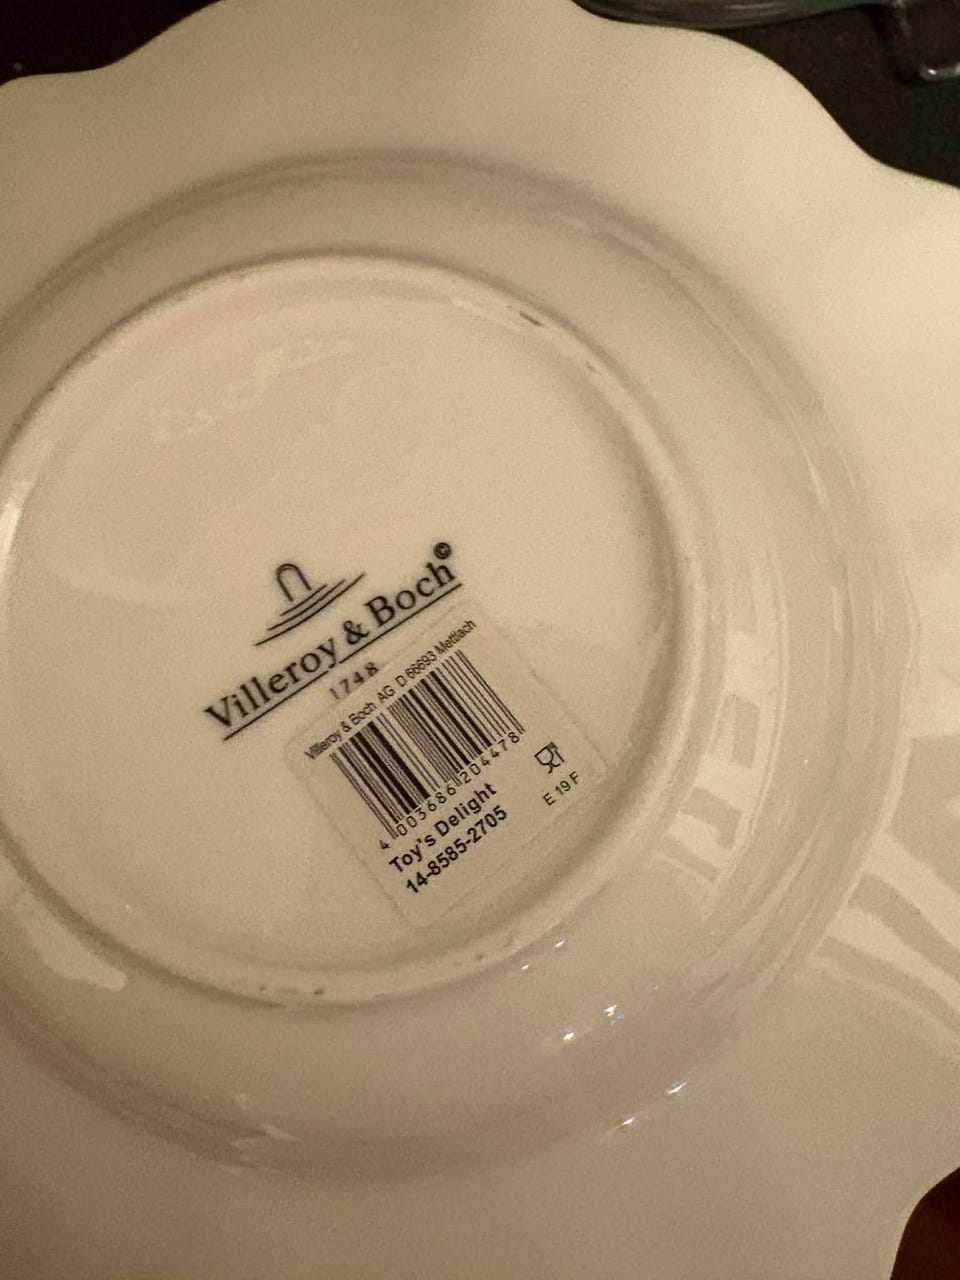 Villeroy & Boch©
1748
Villeroy & Boch AG D 66693 Mettlach
4 003686 204478
Toy's Delight
14-8585-2705
E 19 F